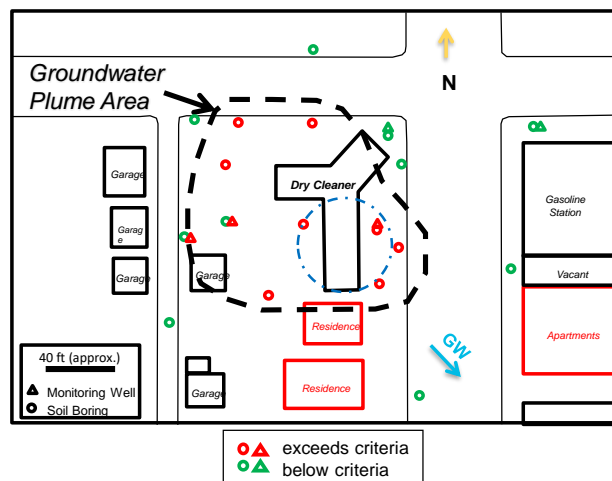 Groundwater
Plume Area
N
Garage
Dry Cleaner
Gasoline
Station
Garag
e
Garage
Garage
Vacant
Residence
GW
Apartments
40 ft (approx.)
Monitoring Well
Soil Boring
Garage
Residence
exceeds criteria
below criteria